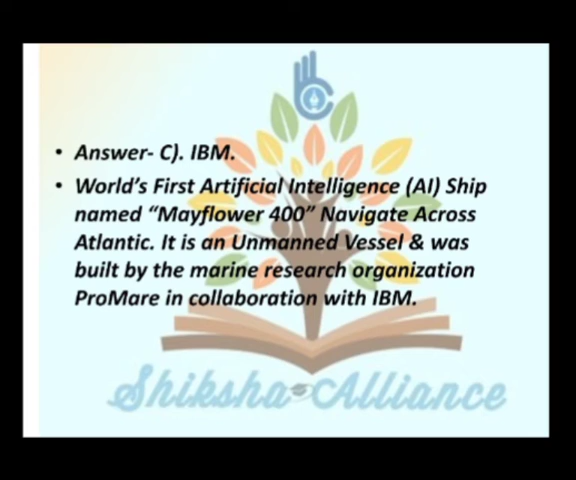 • Answer- C). IBM.
• World's First Artificial Intelligence (AI) Ship
named “Mayflower 400” Navigate Across
Atlantic. It is an Unmanned Vessel & was
built by the marine research organization
ProMare in collaboration with IBM.
Shiksha Alliance